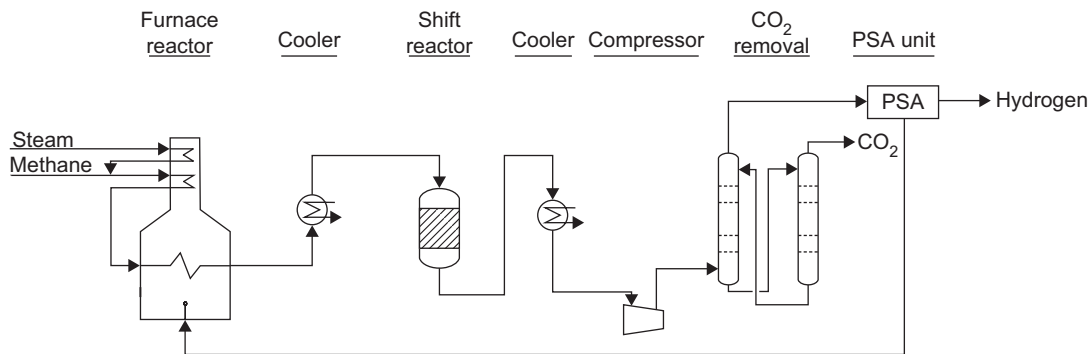 Furnace
reactor
Cooler
Shift
reactor
Cooler
Compressor
CO2
removal
PSA unit
PSA
Hydrogen
Steam
Methane
CO2